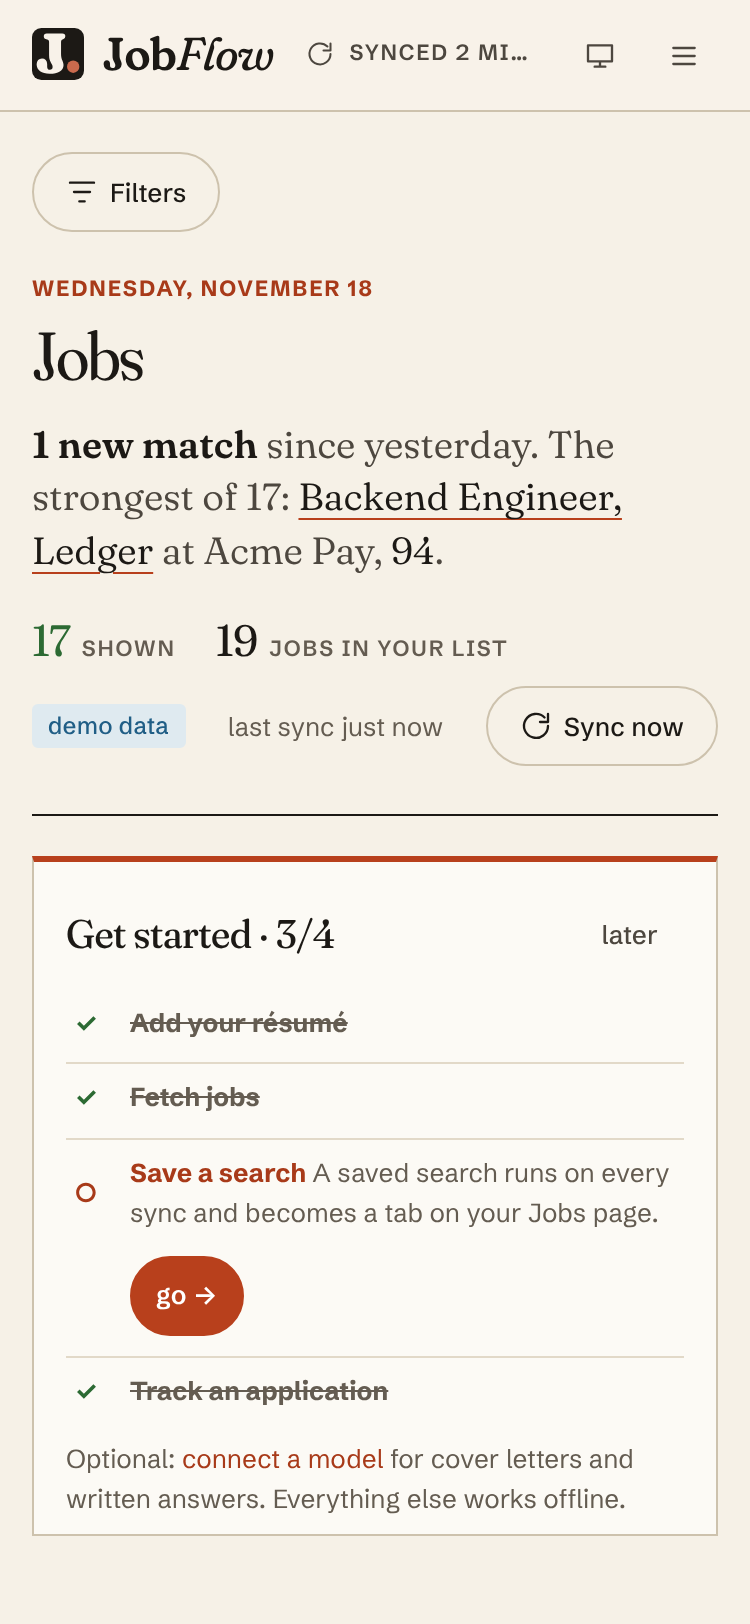 J. JobFlow SYNCED 2 MI...
Filters
WEDNESDAY, NOVEMBER 18
Jobs
1 new match since yesterday. The
strongest of 17: Backend Engineer,
Ledger at Acme Pay, 94.
17 SHOWN 19 JOBS IN YOUR LIST
demo data last sync just now Sync now
Get started · 3/4 later
Add your résumé
Fetch jobs
Save a search A saved search runs on every
sync and becomes a tab on your Jobs page.
go →
Track an application
Optional: connect a model for cover letters and
written answers. Everything else works offline.